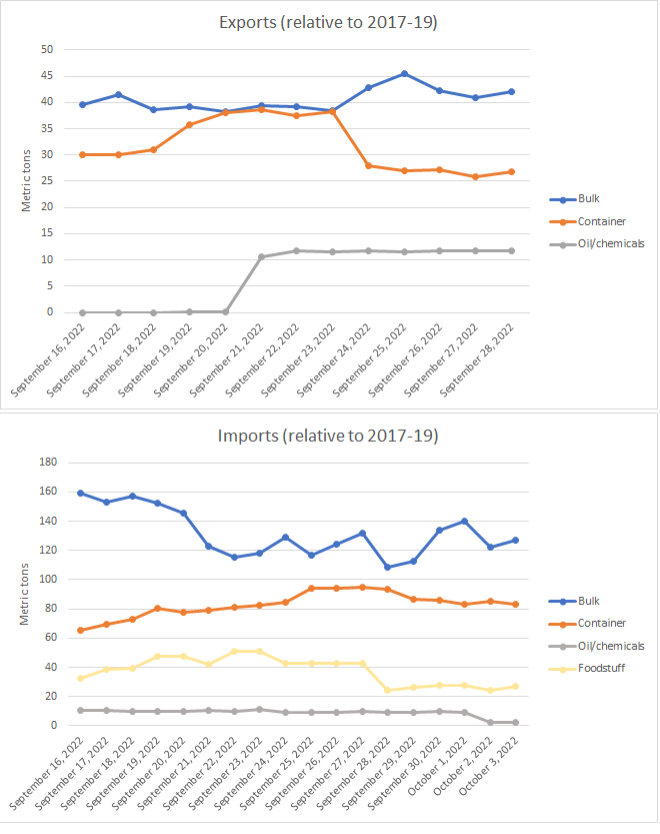 Exports (relative to 2017-19)
50
45
40
35
30
25
20
15
10
5
0
Metric tons
September 16, 2022
September 17, 2022
September 18, 2022
September 19, 2022
September 20, 2022
September 21, 2022
September 22, 2022
September 23, 2022
September 24, 2022
September 25, 2022
September 26, 2022
September 27, 2022
September 28, 2022
Bulk
Container
Oil/chemicals
Imports (relative to 2017-19)
180
160
140
120
100
80
60
40
20
0
Metric tons
September 16, 2022
September 17, 2022
September 18, 2022
September 19, 2022
September 20, 2022
September 21, 2022
September 22, 2022
September 23, 2022
September 24, 2022
September 25, 2022
September 26, 2022
September 27, 2022
September 28, 2022
September 29, 2022
September 30, 2022
October 1, 2022
October 2, 2022
October 3, 2022
Bulk
Container
Oil/chemicals
Foodstuff